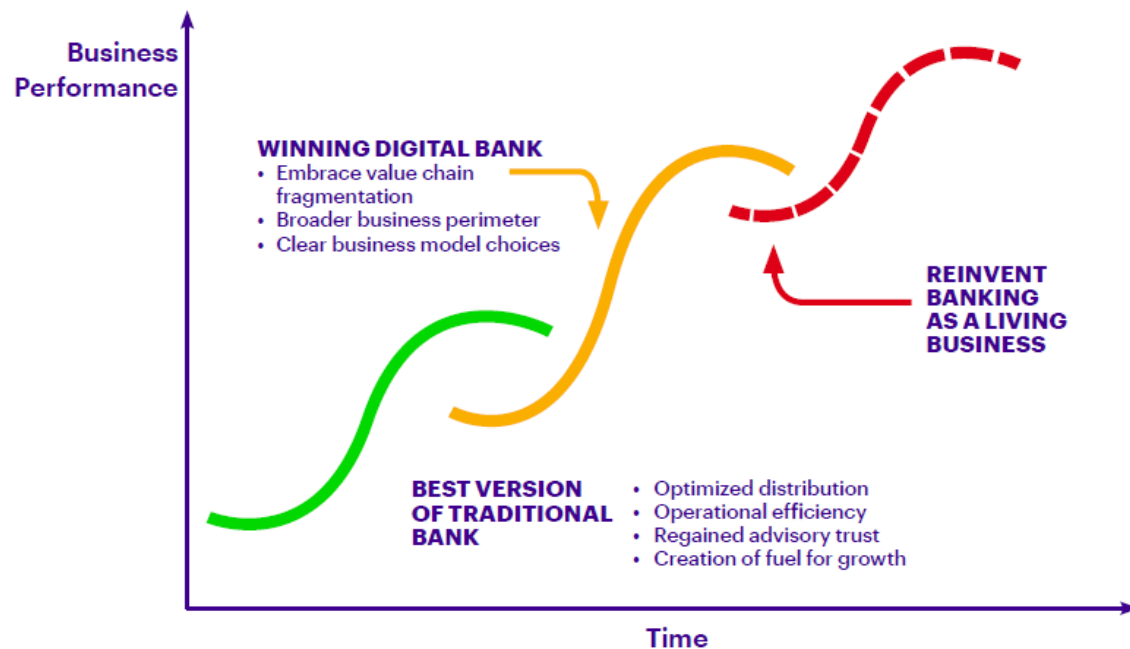 Business
Performance
WINNING DIGITAL BANK
• Embrace value chain
fragmentation
• Broader business perimeter
• Clear business model choices
REINVENT
BANKING
AS A LIVING
BUSINESS
BEST VERSION
OF TRADITIONAL
BANK
• Optimized distribution
• Operational efficiency
• Regained advisory trust
• Creation of fuel for growth
Time